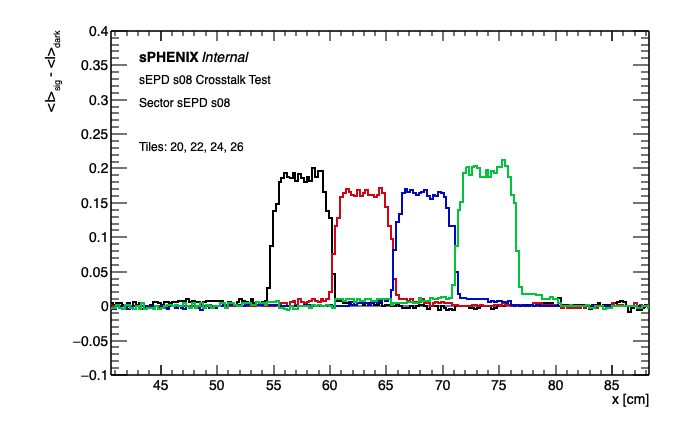 sPHENIX Internal
sEPD s08 Crosstalk Test
Sector sEPD s08
Tiles: 20, 22, 24, 26
<I>sig - <I>dark
0.4
0.35
0.3
0.25
0.2
0.15
0.1
0.05
0
−0.05
−0.1
45 50 55 60 65 70 75 80 85
x [cm]